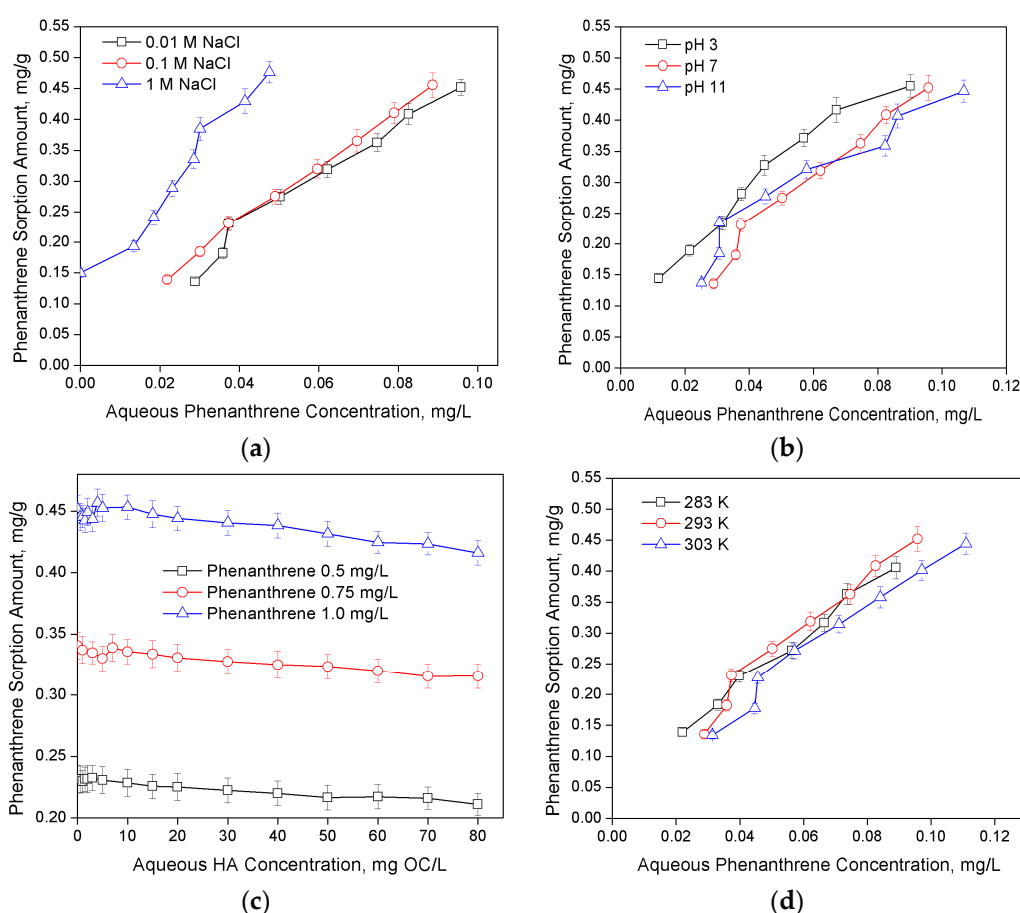 0.01 M NaCl
0.1 M NaCl
1 M NaCl
Phenanthrene Sorption Amount, mg/g
0.55
0.50
0.45
0.40
0.35
0.30
0.25
0.20
0.15
0.10
0.05
0.00
0.00 0.02 0.04 0.06 0.08 0.10
Aqueous Phenanthrene Concentration, mg/L
(a)
pH 3
pH 7
pH 11
Phenanthrene Sorption Amount, mg/g
0.55
0.50
0.45
0.40
0.35
0.30
0.25
0.20
0.15
0.10
0.05
0.00
0.00 0.02 0.04 0.06 0.08 0.10 0.12
Aqueous Phenanthrene Concentration, mg/L
(b)
Phenanthrene Sorption Amount, mg/g
0.45
0.40
0.35
0.30
0.25
0.20
Phenanthrene 0.5 mg/L
Phenanthrene 0.75 mg/L
Phenanthrene 1.0 mg/L
0 10 20 30 40 50 60 70 80
Aqueous HA Concentration, mg OC/L
(c)
283 K
293 K
303 K
Phenanthrene Sorption Amount, mg/g
0.55
0.50
0.45
0.40
0.35
0.30
0.25
0.20
0.15
0.10
0.05
0.00
0.00 0.02 0.04 0.06 0.08 0.10 0.12
Aqueous Phenanthrene Concentration, mg/L
(d)